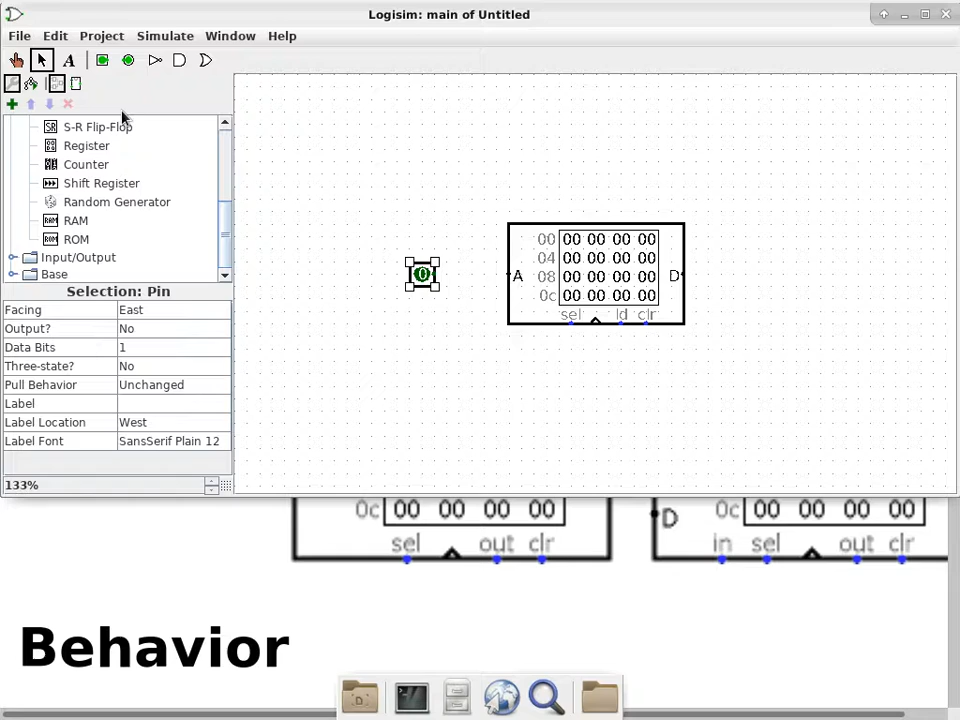 Logisim: main of Untitled
File Edit Project Simulate Window Help
A
S-R Flip-Flop
Register
Counter
Shift Register
Random Generator
RAM RAM
ROM ROM
Input/Output
Base
Selection: Pin
Facing East
Output? No
Data Bits 1
Three-state? No
Pull Behavior Unchanged
Label
Label Location West
Label Font SansSerif Plain 12
133%
0
00 00 00 00 00
04 00 00 00 00
A 08 00 00 00 00 D
0c 00 00 00 00
sel ld clr
0c 00 00 00 00
sel out clr
D 0c 00 00 00 00
in sel out clr
Behavior
D